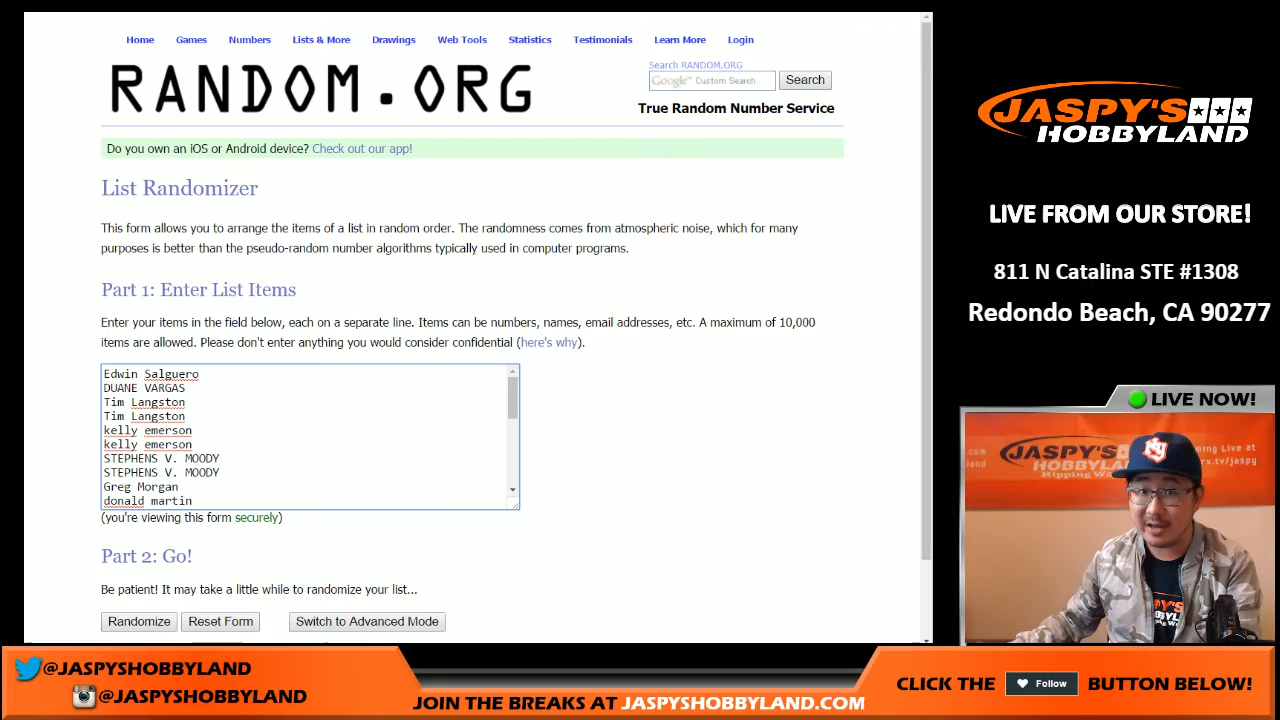 Home Games Numbers Lists & More Drawings Web Tools Statistics Testimonials Learn More Login
RANDOM.ORG
Search RANDOM.ORG
Google™ Custom Search Search
True Random Number Service
Do you own an iOS or Android device? Check out our app!
List Randomizer
This form allows you to arrange the items of a list in random order. The randomness comes from atmospheric noise, which for many
purposes is better than the pseudo-random number algorithms typically used in computer programs.
Part 1: Enter List Items
Enter your items in the field below, each on a separate line. Items can be numbers, names, email addresses, etc. A maximum of 10,000
items are allowed. Please don't enter anything you would consider confidential (here's why).
Edwin Salguero
DUANE VARGAS
Tim Langston
Tim Langston
kelly emerson
kelly emerson
STEPHENS V. MOODY
STEPHENS V. MOODY
Greg Morgan
donald martin
(you're viewing this form securely)
Part 2: Go!
Be patient! It may take a little while to randomize your list...
Randomize Reset Form Switch to Advanced Mode
JASPY'S
HOBBYLAND
LIVE FROM OUR STORE!
811 N Catalina STE #1308
Redondo Beach, CA 90277
LIVE NOW!
JASPY'S
HOBBYLAND
@JASPYSHOBBYLAND
@JASPYSHOBBYLAND
JOIN THE BREAKS AT JASPYSHOBBYLAND.COM
CLICK THE Follow BUTTON BELOW!